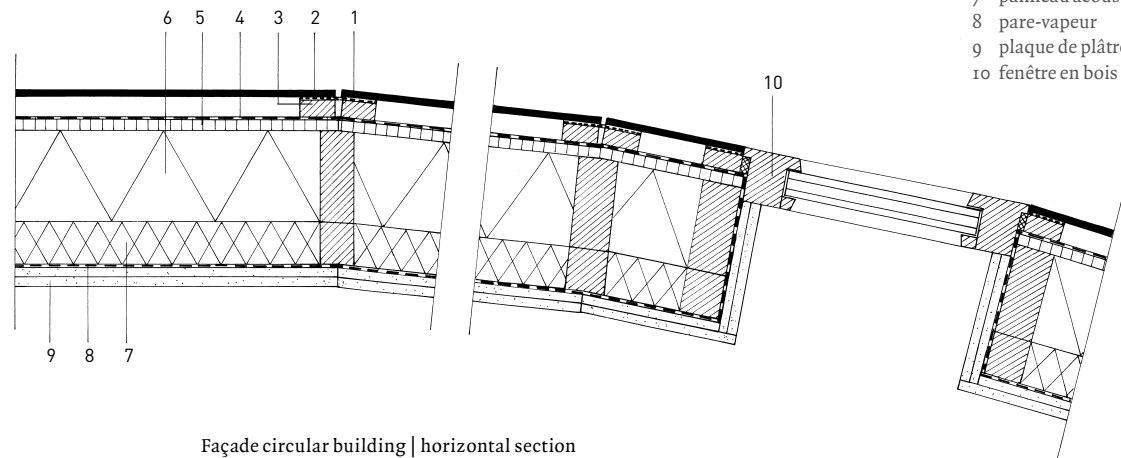 6 5 4 3 2 1
7
8 pare-vapeur
9 plaque de plâtre
10 fenêtre en bois
10
9 8 7
Façade circular building | horizontal section